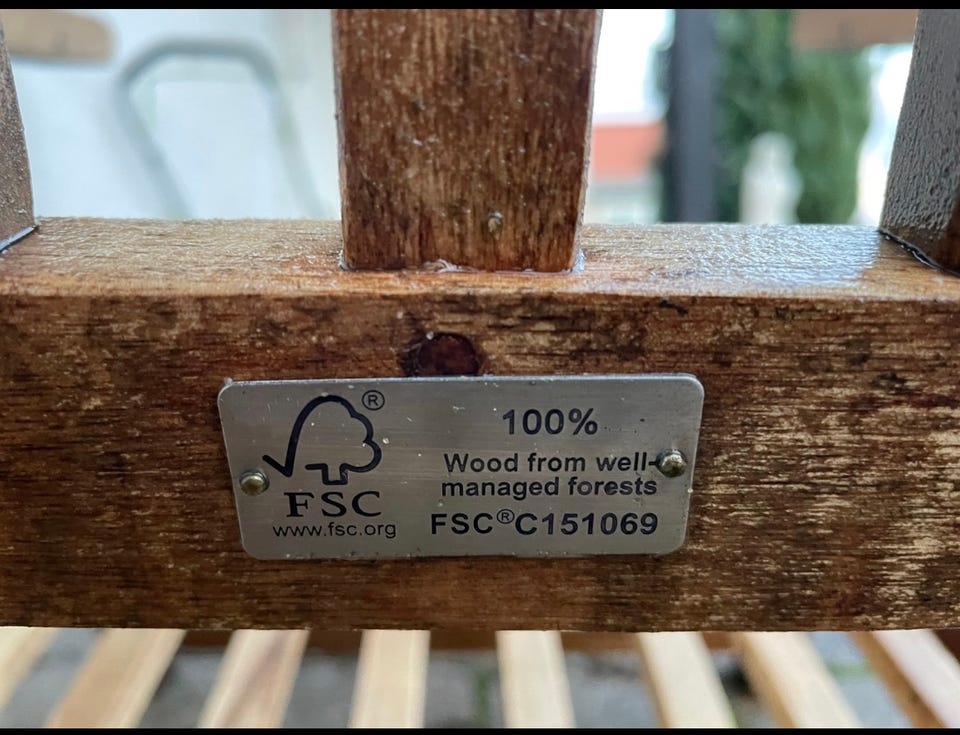 ®
FSC
www.fsc.org
100%
Wood from well-
managed forests
FSC®C151069